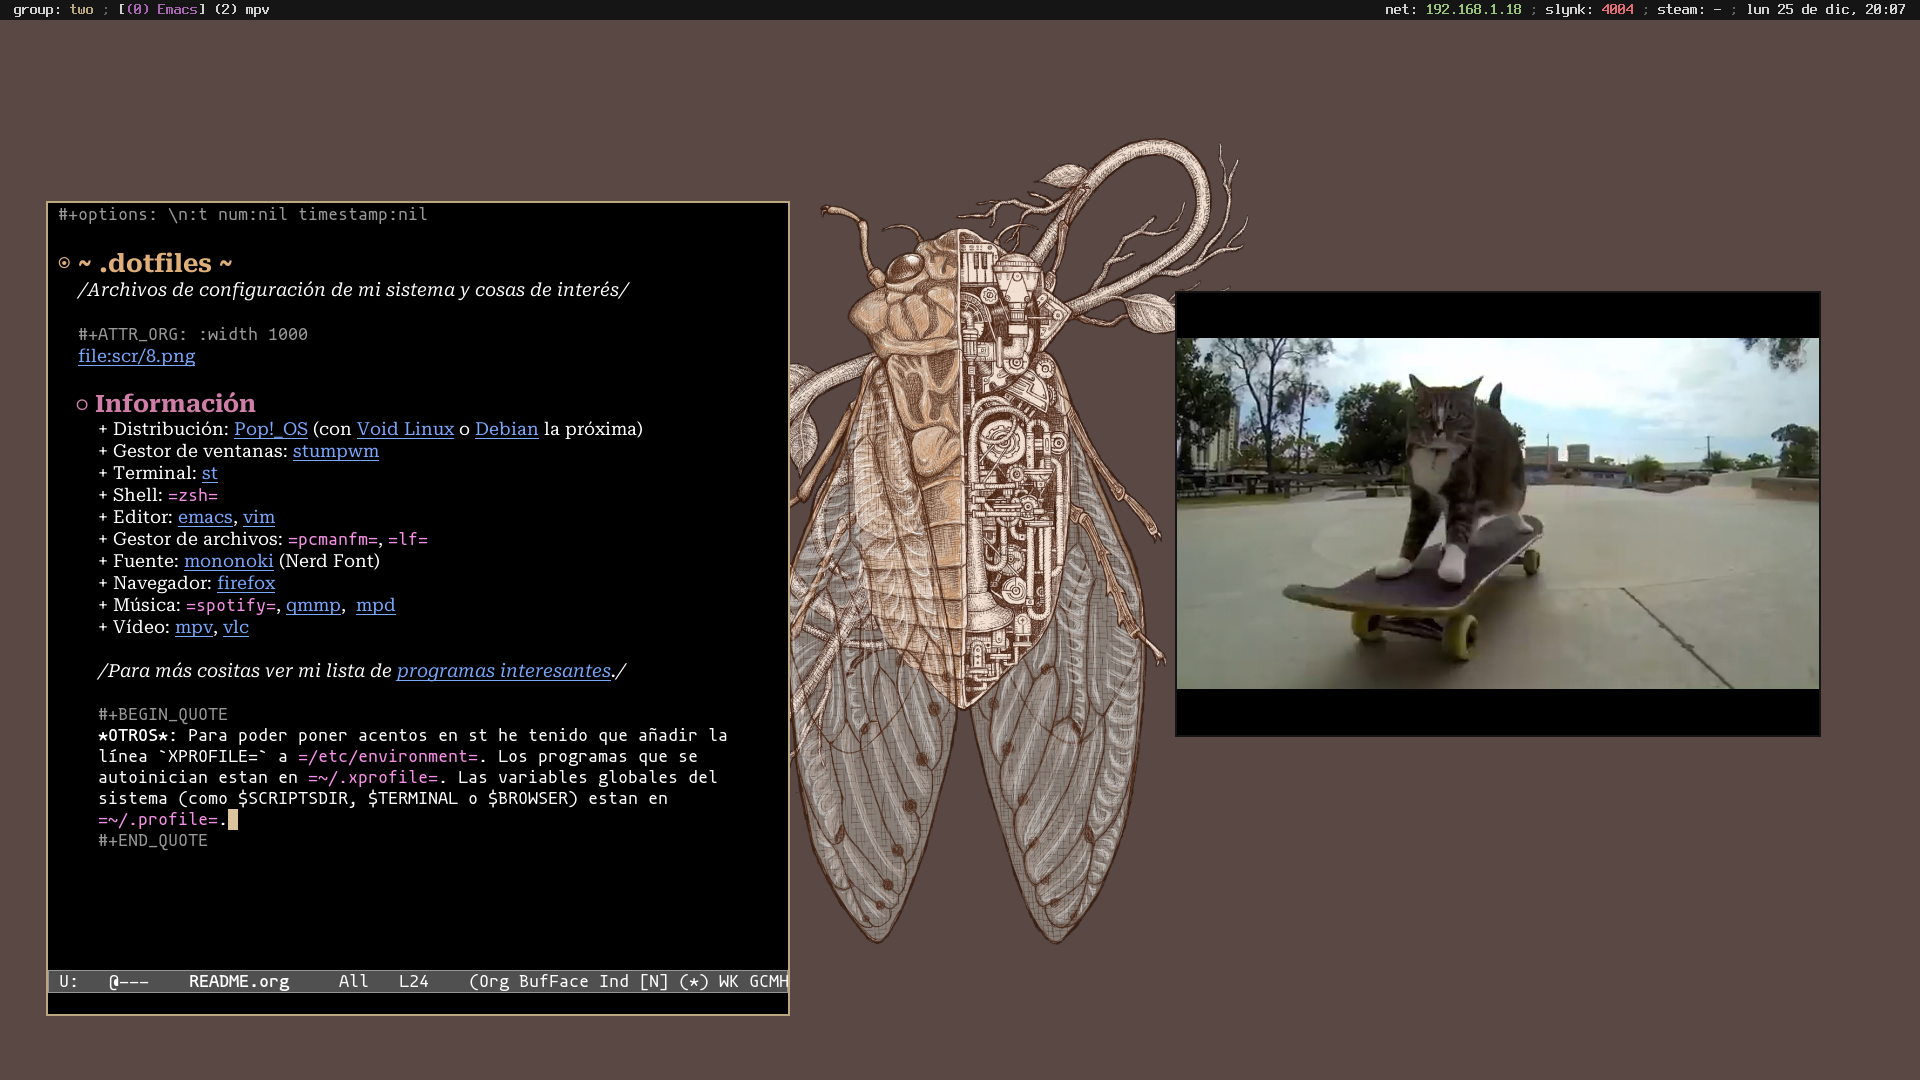 group: two ; [(0) Emacs] (2) mpv
net: 192.168.1.18 ; slynk: 4004 ; steam: - ; lun 25 de dic, 20:07
#+options: \n:t num:nil timestamp:nil
~ .dotfiles ~
/Archivos de configuración de mi sistema y cosas de interés/
#+ATTR_ORG: :width 1000
file:scr/8.png
Información
+ Distribución: Pop!_OS (con Void Linux o Debian la próxima)
+ Gestor de ventanas: stumpwm
+ Terminal: st
+ Shell: =zsh=
+ Editor: emacs, vim
+ Gestor de archivos: =pcmanfm=, =lf=
+ Fuente: mononoki (Nerd Font)
+ Navegador: firefox
+ Música: =spotify=, qmmp,  mpd
+ Vídeo: mpv, vlc
/Para más cositas ver mi lista de programas interesantes./
#+BEGIN_QUOTE
*OTROS*: Para poder poner acentos en st he tenido que añadir la
línea `XPROFILE=` a =/etc/environment=. Los programas que se
autoinician estan en =~/.xprofile=. Las variables globales del
sistema (como $SCRIPTSDIR, $TERMINAL o $BROWSER) estan en
=~/.profile=.
#+END_QUOTE
U:   @---    README.org     All   L24    (Org BufFace Ind [N] (*) WK GCMH